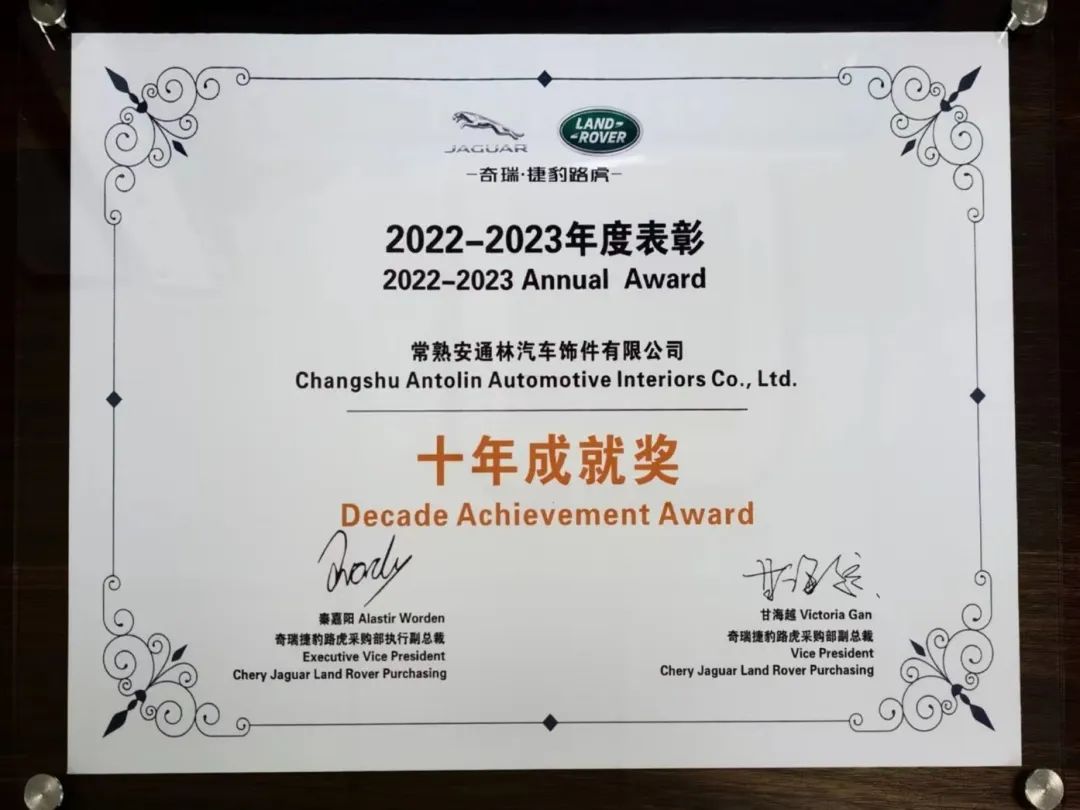 JAGUAR
LAND-
-ROVER
-奇瑞·捷豹路虎-
2022-2023年度表彰
2022-2023 Annual Award
常熟安通林汽车饰件有限公司
Changshu Antolin Automotive Interiors Co., Ltd.
十年成就奖
Decade Achievement Award
秦嘉阳 Alastir Worden
奇瑞捷豹路虎采购部执行副总裁
Executive Vice President
Chery Jaguar Land Rover Purchasing
甘海越
甘海越 Victoria Gan
奇瑞捷豹路虎采购部副总裁
Vice President
Chery Jaguar Land Rover Purchasing